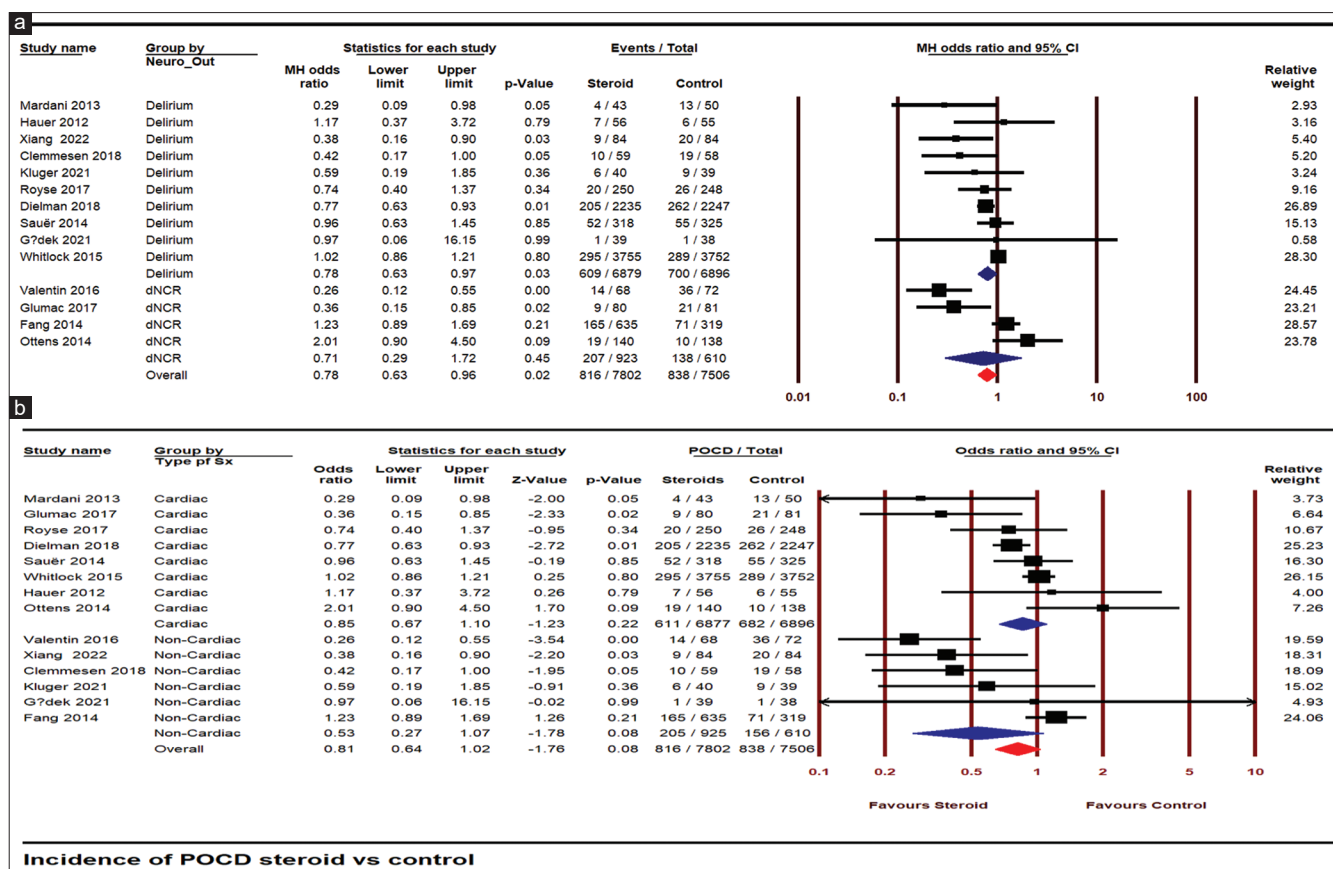 a
Study name Group by Statistics for each study Events / Total MH odds ratio and 95% CI
Neuro_Out
MH odds Lower Upper Relative
ratio limit limit p-Value Steroid Control weight
Mardani 2013 Delirium 0.29 0.09 0.98 0.05 4 / 43 13 / 50 2.93
Hauer 2012 Delirium 1.17 0.37 3.72 0.79 7 / 56 6 / 55 3.16
Xiang 2022 Delirium 0.38 0.16 0.90 0.03 9 / 84 20 / 84 5.40
Clemmesen 2018 Delirium 0.42 0.17 1.00 0.05 10 / 59 19 / 58 5.20
Kluger 2021 Delirium 0.59 0.19 1.85 0.36 6 / 40 9 / 39 3.24
Royse 2017 Delirium 0.74 0.40 1.37 0.34 20 / 250 26 / 248 9.16
Dielman 2018 Delirium 0.77 0.63 0.93 0.01 205 / 2235 262 / 2247 26.89
Sauër 2014 Delirium 0.96 0.63 1.45 0.85 52 / 318 55 / 325 15.13
G?dek 2021 Delirium 0.97 0.06 16.15 0.99 1 / 39 1 / 38 0.58
Whitlock 2015 Delirium 1.02 0.86 1.21 0.80 295 / 3755 289 / 3752 28.30
Delirium 0.78 0.63 0.97 0.03 609 / 6879 700 / 6896
Valentin 2016 dNCR 0.26 0.12 0.55 0.00 14 / 68 36 / 72 24.45
Glumac 2017 dNCR 0.36 0.15 0.85 0.02 9 / 80 21 / 81 23.21
Fang 2014 dNCR 1.23 0.89 1.69 0.21 165 / 635 71 / 319 28.57
Ottens 2014 dNCR 2.01 0.90 4.50 0.09 19 / 140 10 / 138 23.78
dNCR 0.71 0.29 1.72 0.45 207 / 923 138 / 610
Overall 0.78 0.63 0.96 0.02 816 / 7802 838 / 7506
0.01 0.1 1 10 100
b
Study name Group by Statistics for each study POCD / Total Odds ratio and 95% CI
Type pf Sx
Odds Lower Upper Relative
ratio limit limit Z-Value p-Value Steroids Control weight
Mardani 2013 Cardiac 0.29 0.09 0.98 -2.00 0.05 4 / 43 13 / 50 3.73
Glumac 2017 Cardiac 0.36 0.15 0.85 -2.33 0.02 9 / 80 21 / 81 6.64
Royse 2017 Cardiac 0.74 0.40 1.37 -0.95 0.34 20 / 250 26 / 248 10.67
Dielman 2018 Cardiac 0.77 0.63 0.93 -2.72 0.01 205 / 2235 262 / 2247 25.23
Sauër 2014 Cardiac 0.96 0.63 1.45 -0.19 0.85 52 / 318 55 / 325 16.30
Whitlock 2015 Cardiac 1.02 0.86 1.21 0.25 0.80 295 / 3755 289 / 3752 26.15
Hauer 2012 Cardiac 1.17 0.37 3.72 0.26 0.79 7 / 56 6 / 55 4.00
Ottens 2014 Cardiac 2.01 0.90 4.50 1.70 0.09 19 / 140 10 / 138 7.26
Cardiac 0.85 0.67 1.10 -1.23 0.22 611 / 6877 682 / 6896
Valentin 2016 Non-Cardiac 0.26 0.12 0.55 -3.54 0.00 14 / 68 36 / 72 19.59
Xiang 2022 Non-Cardiac 0.38 0.16 0.90 -2.20 0.03 9 / 84 20 / 84 18.31
Clemmesen 2018 Non-Cardiac 0.42 0.17 1.00 -1.95 0.05 10 / 59 19 / 58 18.09
Kluger 2021 Non-Cardiac 0.59 0.19 1.85 -0.91 0.36 6 / 40 9 / 39 15.02
G?dek 2021 Non-Cardiac 0.97 0.06 16.15 -0.02 0.99 1 / 39 1 / 38 4.93
Fang 2014 Non-Cardiac 1.23 0.89 1.69 1.26 0.21 165 / 635 71 / 319 24.06
Non-Cardiac 0.53 0.27 1.07 -1.78 0.08 205 / 925 156 / 610
Overall 0.81 0.64 1.02 -1.76 0.08 816 / 7802 838 / 7506
0.1 0.2 0.5 1 2 5 10
Favours Steroid Favours Control
Incidence of POCD steroid vs control